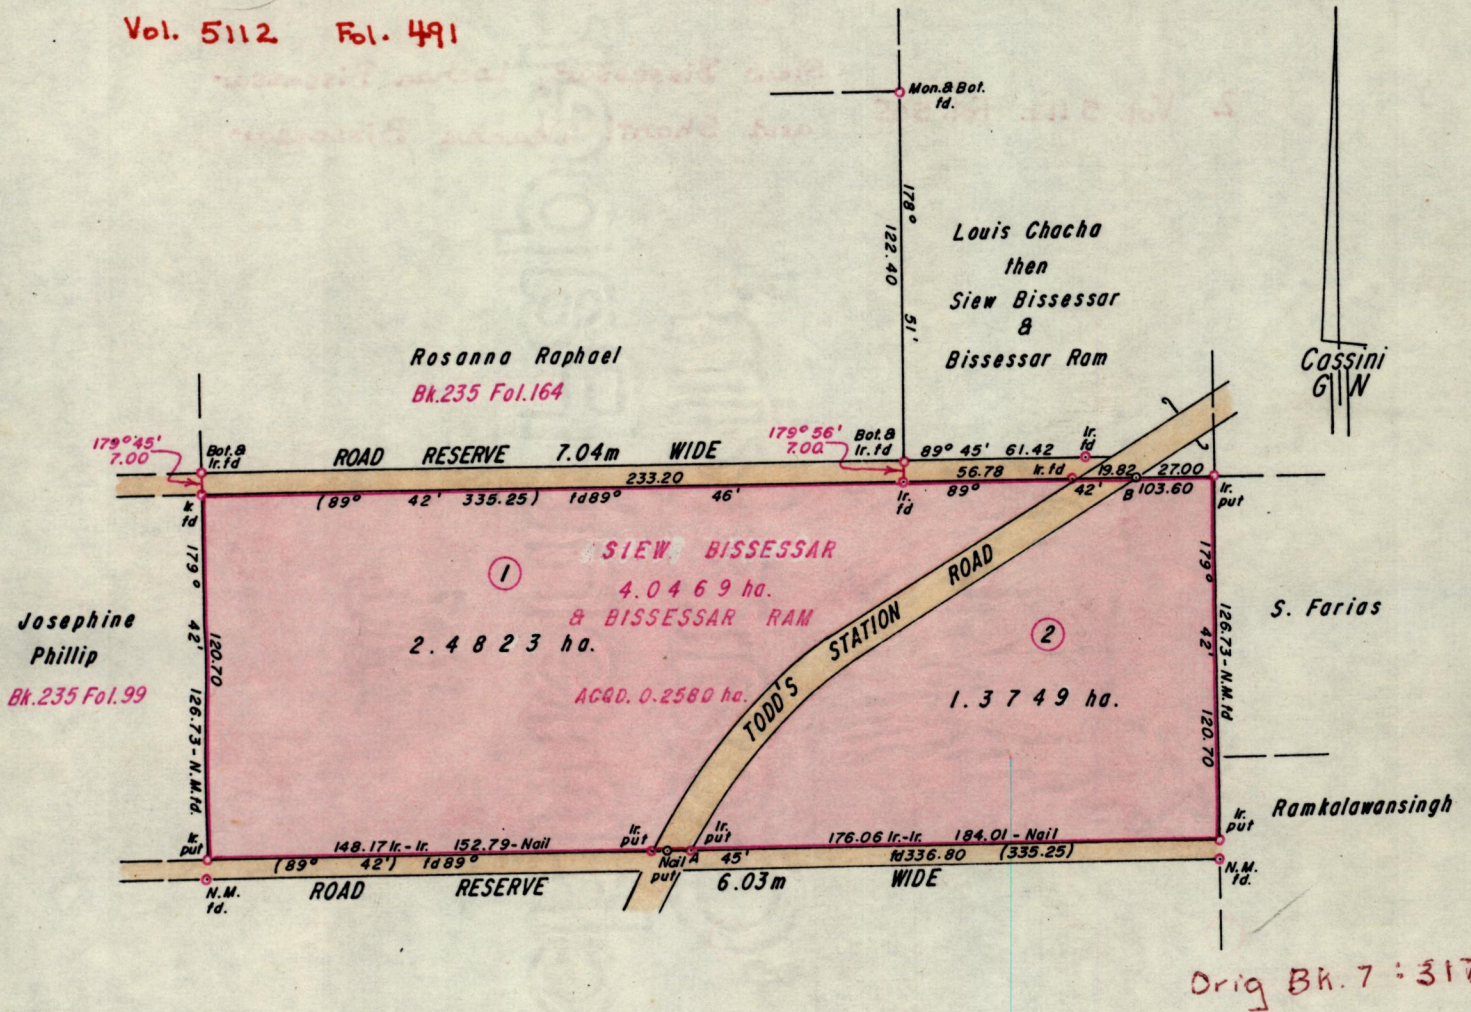 Vol. 5112 Fol. 491
Mon.& Bot.
fd.
178° 122.40 51'
Louis Chacha
then
Siew Bissessar
&
Bissessar Ram
Cassini
G N
Rosanna Raphael
Bk.235 Fol.164
179° 45'
7.00
Bot.&
Ir.fd
ROAD RESERVE 7.04m WIDE
179° 56'
7.00
Bot.&
Ir.fd
89° 45' 61.42
Ir.
fd
233.20
56.78
Ir.fd
19.82
27.00
(89° 42' 335.25) fd89° 46'
Ir.
fd
89° 42' B 103.60
Ir.
put
fd
1
SIEW BISSESSAR
4.0469 ha.
& BISSESSAR RAM
2.4823 ha.
ACQD. 0.2580 ha.
TODD'S STATION ROAD
2
1.3749 ha.
Josephine
Phillip
Bk.235 Fol.99
179° 42' 126.73-N.M.fd.
120.70
179° 42' 120.70
126.73-N.M.fd
S. Farias
Ramkalawansingh
put
148.17 Ir.-Ir. 152.79-Nail
Ir.
put
Ir.
put
176.06 Ir.-Ir. 184.01-Nail
Ir.
put
(89° 42') fd89° 45'
Nail A
put
fd336.80 (335.25)
N.M.
fd.
ROAD RESERVE 6.03m WIDE
N.M.
fd.
Orig Bk. 7 :